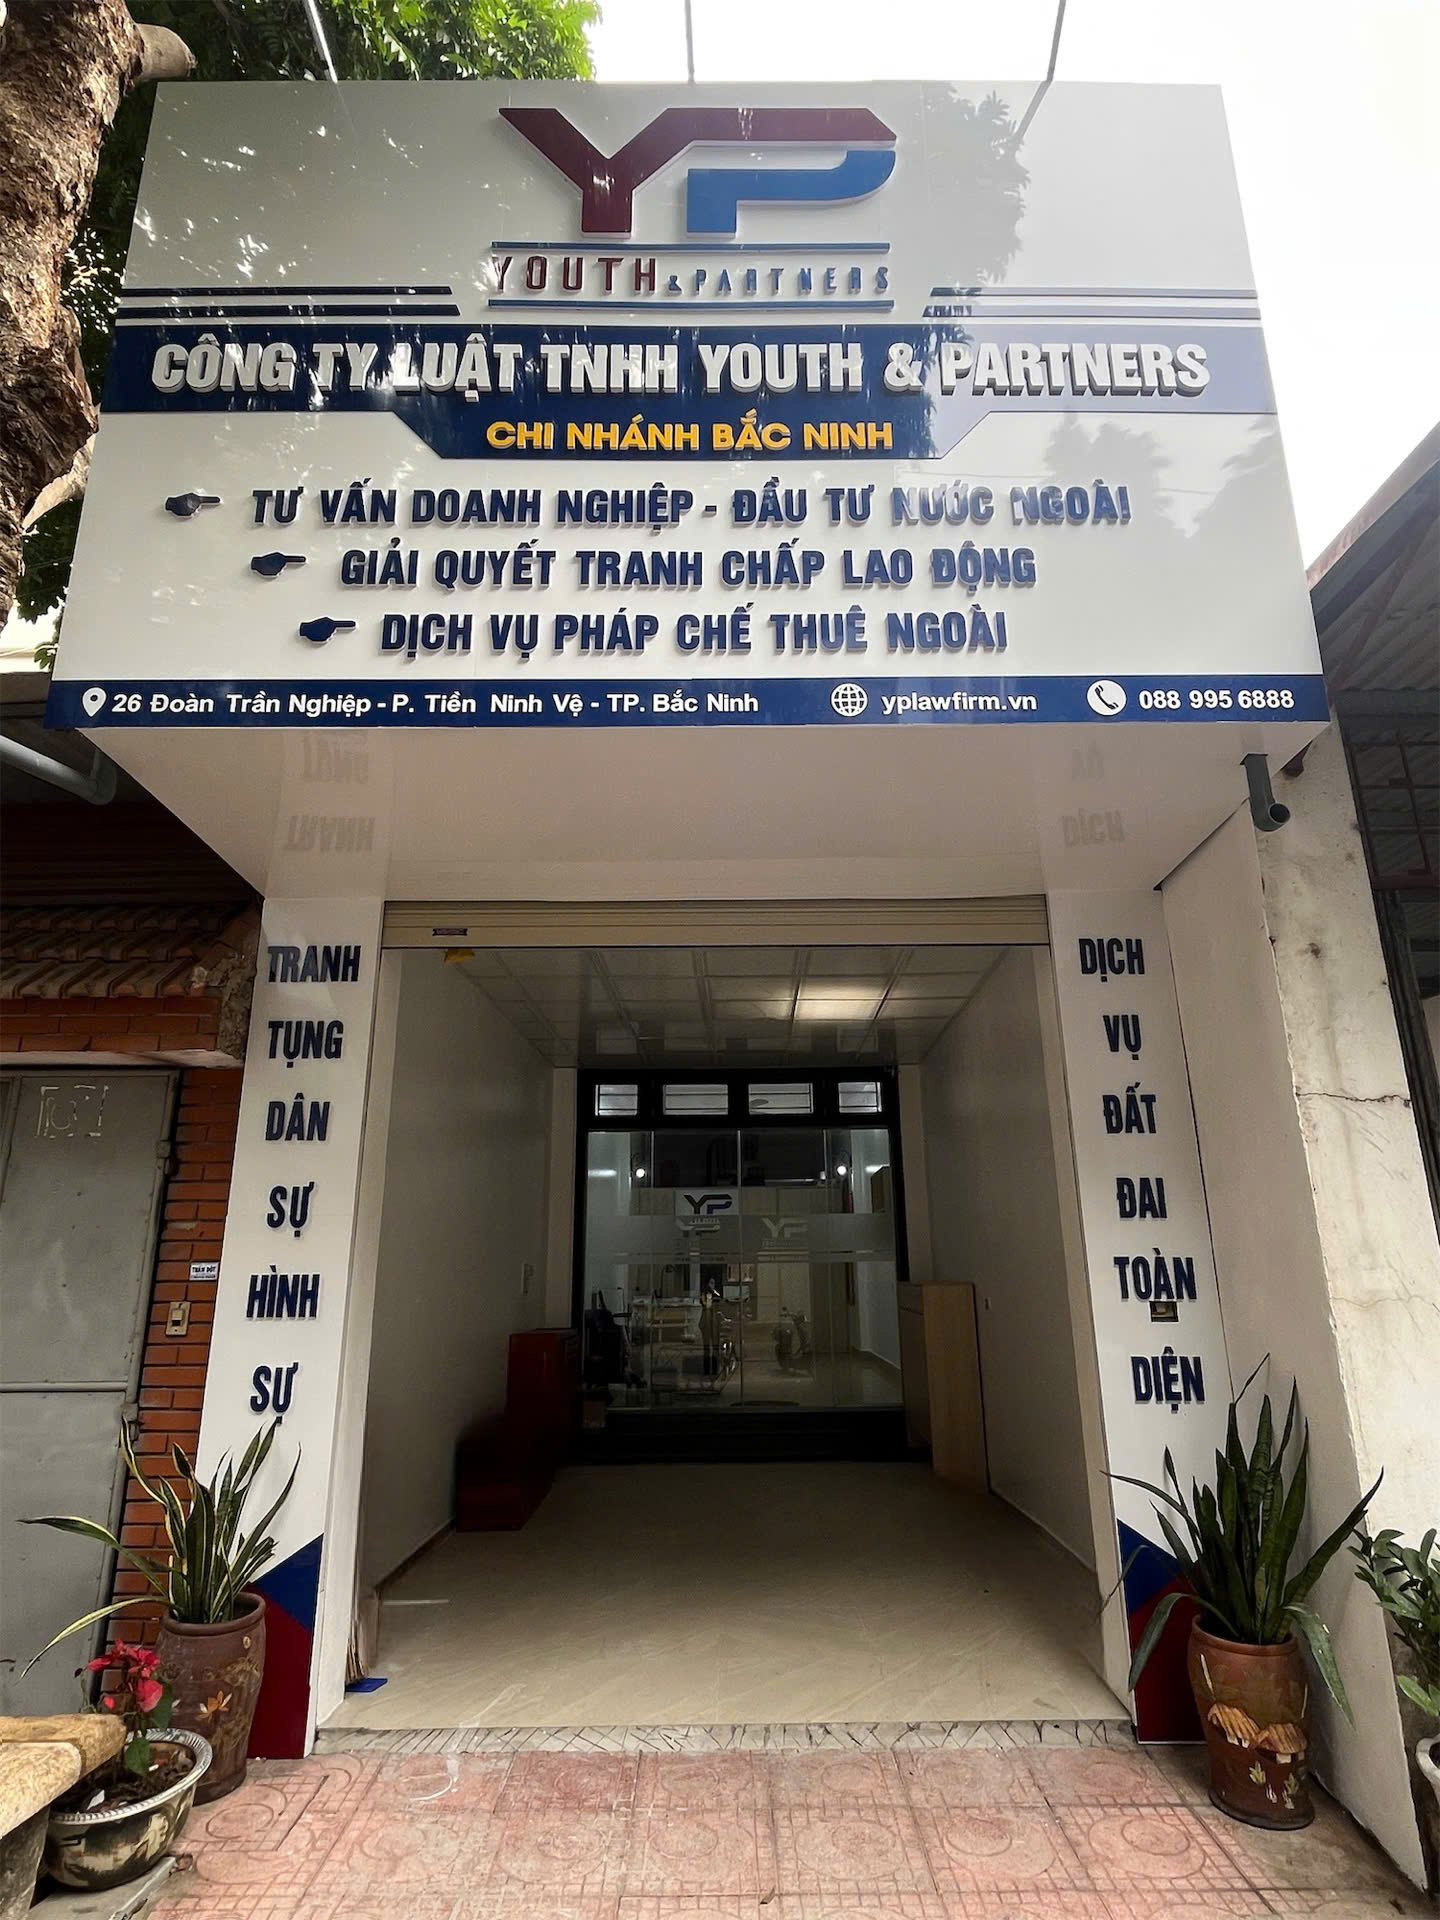 YP
YOUTH & PARTNERS
CÔNG TY LUẬT TNHH YOUTH & PARTNERS
CHI NHÁNH BẮC NINH
TƯ VẤN DOANH NGHIỆP - ĐẦU TƯ NƯỚC NGOÀI
GIẢI QUYẾT TRANH CHẤP LAO ĐỘNG
DỊCH VỤ PHÁP CHẾ THUÊ NGOÀI
26 Đoàn Trần Nghiệp - P. Tiền Ninh Vệ - TP. Bắc Ninh yplawfirm.vn 088 995 6888
TRANH
TỤNG
DÂN
SỰ
HÌNH
SỰ
DỊCH
VỤ
ĐẤT
ĐAI
TOÀN
DIỆN
YP
YP